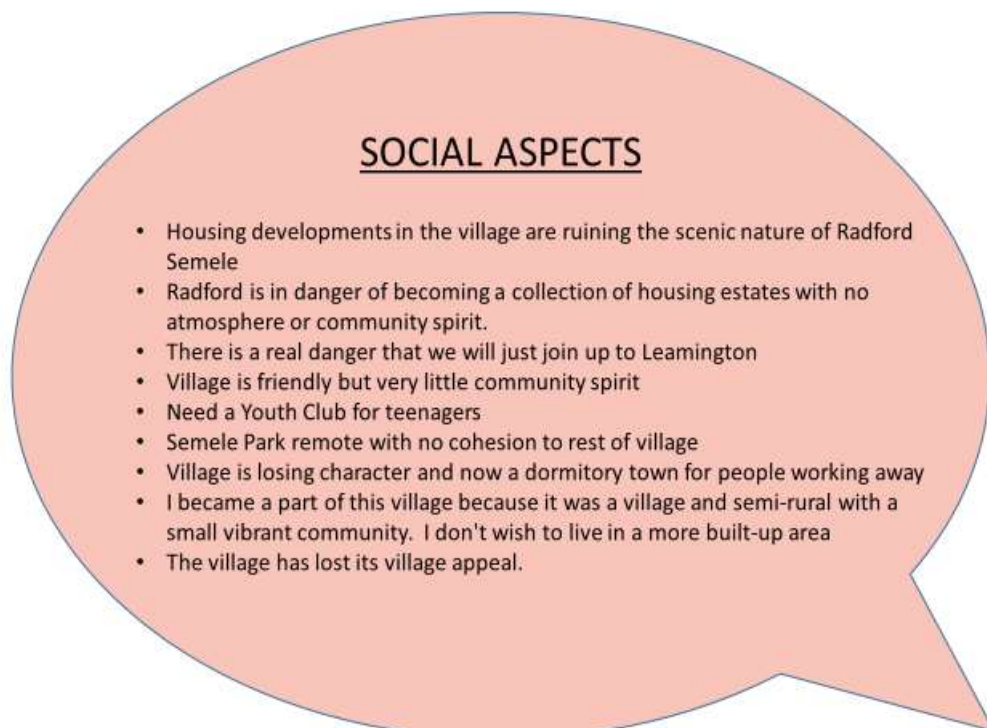 SOCIAL ASPECTS
• Housing developments in the village are ruining the scenic nature of Radford
Semele
• Radford is in danger of becoming a collection of housing estates with no
atmosphere or community spirit.
• There is a real danger that we will just join up to Leamington
• Village is friendly but very little community spirit
• Need a Youth Club for teenagers
• Semele Park remote with no cohesion to rest of village
• Village is losing character and now a dormitory town for people working away
• I became a part of this village because it was a village and semi-rural with a
small vibrant community.  I don't wish to live in a more built-up area
• The village has lost its village appeal.